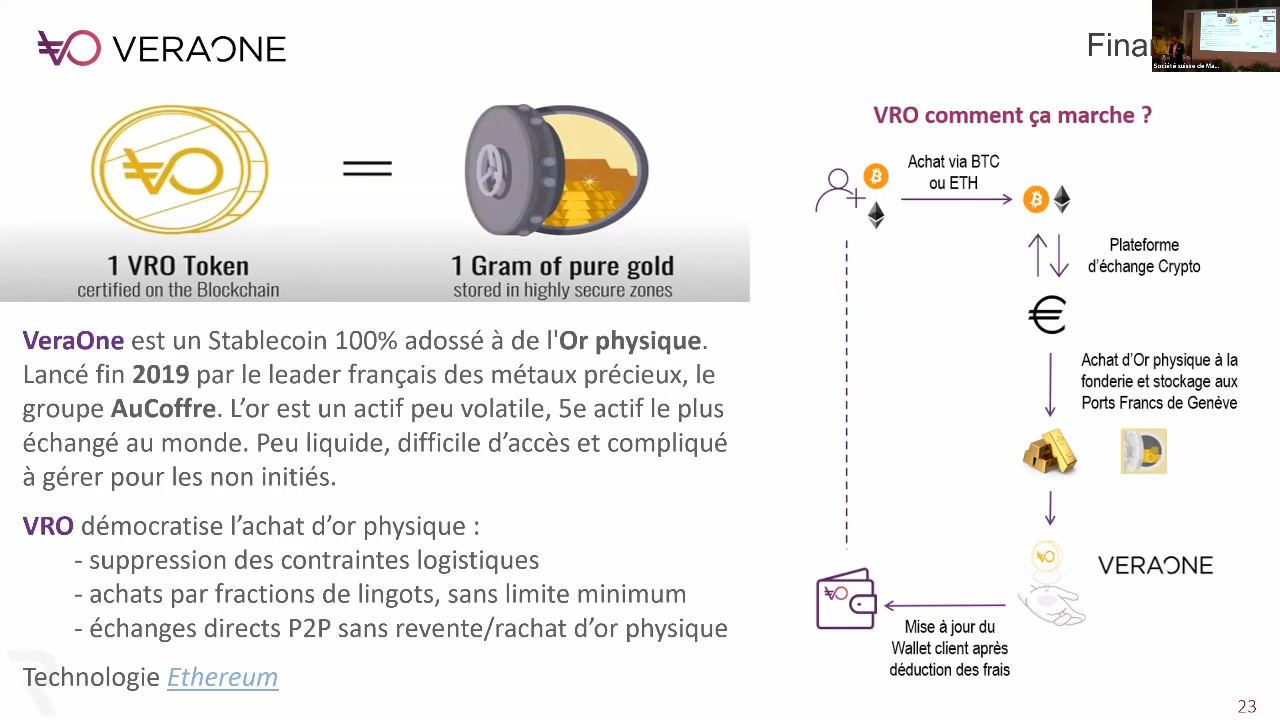 VERAONE
Fina
Société suisse de Ma...
1 VRO Token
certified on the Blockchain
=
1 Gram of pure gold
stored in highly secure zones
VeraOne est un Stablecoin 100% adossé à de l'Or physique.
Lancé fin 2019 par le leader français des métaux précieux, le
groupe AuCoffre. L’or est un actif peu volatile, 5e actif le plus
échangé au monde. Peu liquide, difficile d’accès et compliqué
à gérer pour les non initiés.
VRO démocratise l’achat d’or physique :
- suppression des contraintes logistiques
- achats par fractions de lingots, sans limite minimum
- échanges directs P2P sans revente/rachat d’or physique
Technologie Ethereum
VRO comment ça marche ?
Achat via BTC
ou ETH
Plateforme
d’échange Crypto
€
Achat d’Or physique à la
fonderie et stockage aux
Ports Francs de Genève
VERAONE
Mise à jour du
Wallet client après
déduction des frais
23